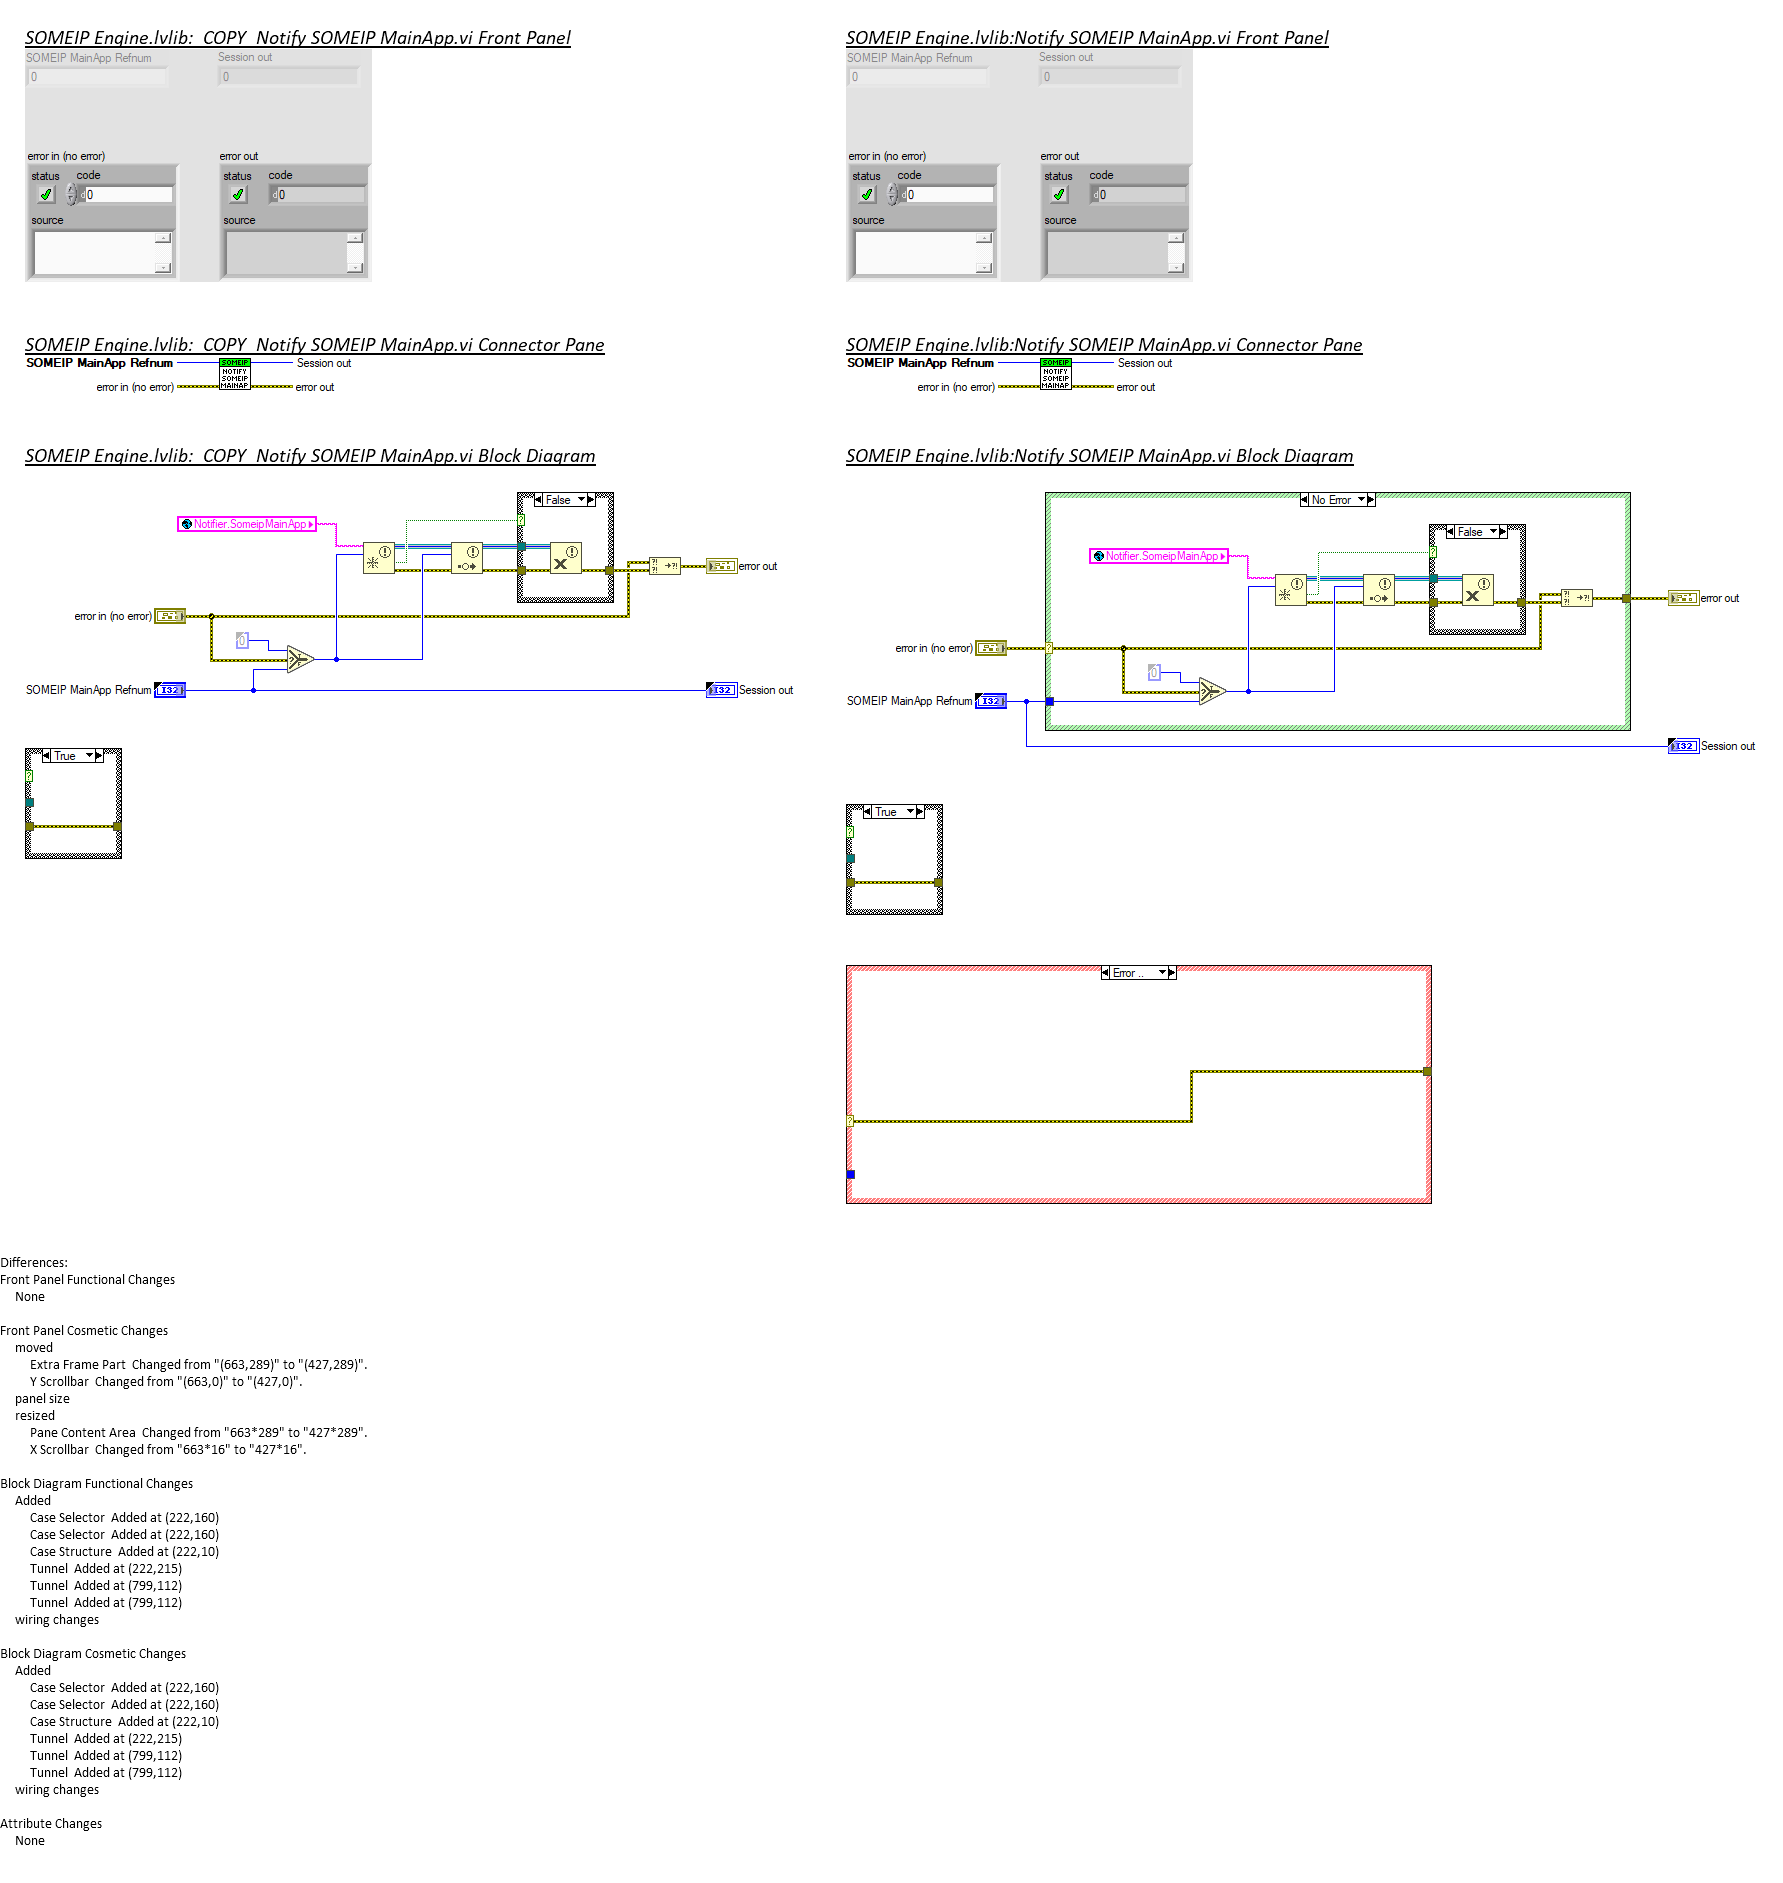 SOMEIP Engine.lvlib:  COPY  Notify SOMEIP MainApp.vi Front Panel
SOMEIP MainApp Refnum
Session out
0
0
error in (no error)
error out
status
code
status
code
d0
d0
source
source
SOMEIP Engine.lvlib:Notify SOMEIP MainApp.vi Front Panel
SOMEIP MainApp Refnum
Session out
0
0
error in (no error)
error out
status
code
status
code
d0
d0
source
source
SOMEIP Engine.lvlib:  COPY  Notify SOMEIP MainApp.vi Connector Pane
SOMEIP MainApp Refnum
Session out
SOMEIP
NOTIFY
SOMEIP
MAINAP
error in (no error)
error out
SOMEIP Engine.lvlib:Notify SOMEIP MainApp.vi Connector Pane
SOMEIP MainApp Refnum
Session out
SOMEIP
NOTIFY
SOMEIP
MAINAP
error in (no error)
error out
SOMEIP Engine.lvlib:  COPY  Notify SOMEIP MainApp.vi Block Diagram
False
Notifier.SomeipMainApp
error out
error in (no error)
0
SOMEIP MainApp Refnum
I32
I32
Session out
True
SOMEIP Engine.lvlib:Notify SOMEIP MainApp.vi Block Diagram
No Error
False
Notifier.SomeipMainApp
error out
error in (no error)
0
SOMEIP MainApp Refnum
I32
I32
Session out
True
Error ..
Differences:
Front Panel Functional Changes
None
Front Panel Cosmetic Changes
moved
Extra Frame Part  Changed from "(663,289)" to "(427,289)".
Y Scrollbar  Changed from "(663,0)" to "(427,0)".
panel size
resized
Pane Content Area  Changed from "663*289" to "427*289".
X Scrollbar  Changed from "663*16" to "427*16".
Block Diagram Functional Changes
Added
Case Selector  Added at (222,160)
Case Selector  Added at (222,160)
Case Structure  Added at (222,10)
Tunnel  Added at (222,215)
Tunnel  Added at (799,112)
Tunnel  Added at (799,112)
wiring changes
Block Diagram Cosmetic Changes
Added
Case Selector  Added at (222,160)
Case Selector  Added at (222,160)
Case Structure  Added at (222,10)
Tunnel  Added at (222,215)
Tunnel  Added at (799,112)
Tunnel  Added at (799,112)
wiring changes
Attribute Changes
None